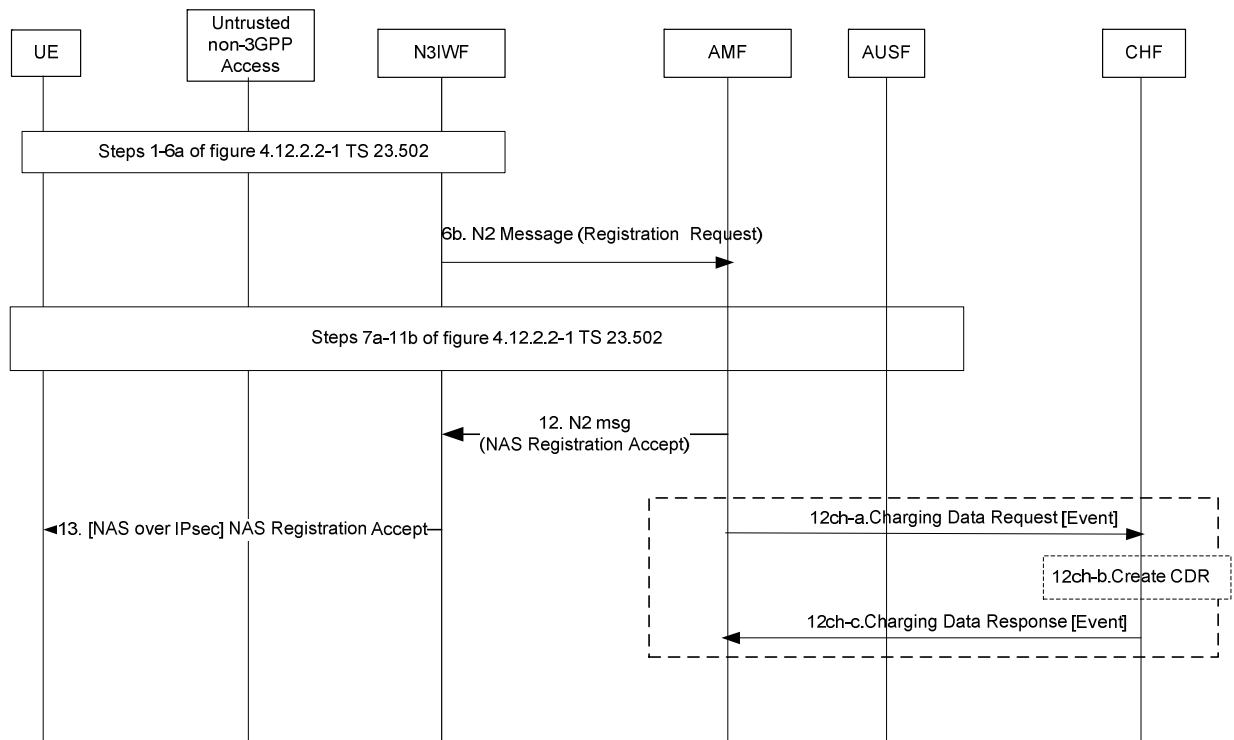 UE
Untrusted
non-3GPP
Access
N3IWF
AMF
AUSF
CHF
Steps 1-6a of figure 4.12.2.2-1 TS 23.502
6b. N2 Message (Registration Request)
Steps 7a-11b of figure 4.12.2.2-1 TS 23.502
12. N2 msg
(NAS Registration Accept)
12ch-a.Charging Data Request [Event]
13. [NAS over IPsec] NAS Registration Accept
12ch-b.Create CDR
12ch-c.Charging Data Response [Event]